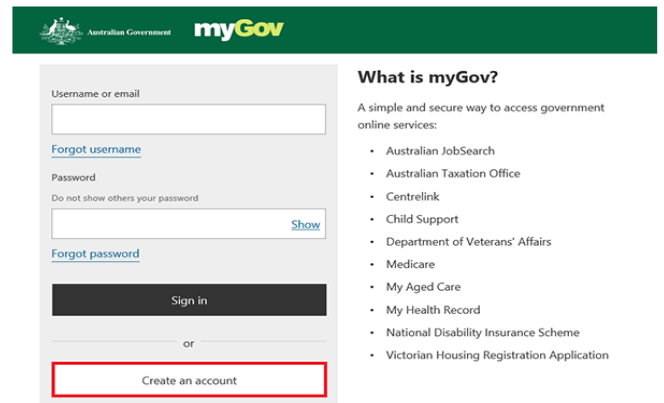 Australian Government
myGov
Username or email
Forgot username
Password
Do not show others your password
Show
Forgot password
Sign in
or
Create an account
What is myGov?
A simple and secure way to access government
online services:
• Australian JobSearch
• Australian Taxation Office
• Centrelink
• Child Support
• Department of Veterans' Affairs
• Medicare
• My Aged Care
• My Health Record
• National Disability Insurance Scheme
• Victorian Housing Registration Application